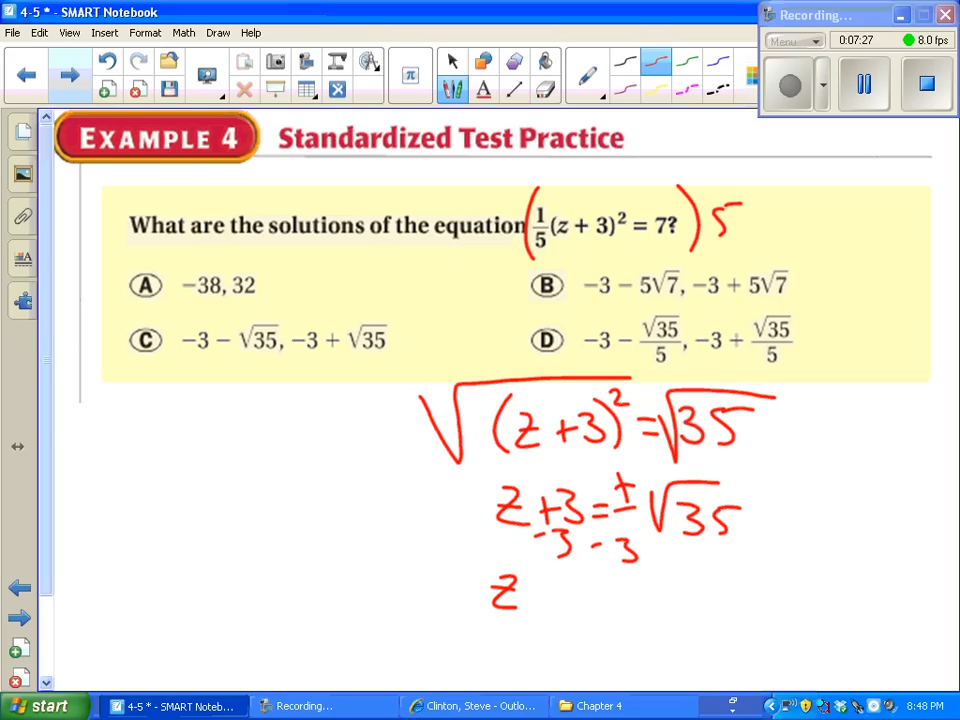 4-5 * - SMART Notebook
Recording...
File Edit View Insert Format Math Draw Help
Menu
0:07:27
8.0 fps
EXAMPLE 4 Standardized Test Practice
What are the solutions of the equation (1/5(z + 3)² = 7?) 5
A −38, 32
B −3 − 5√7, −3 + 5√7
C −3 − √35, −3 + √35
D −3 − √35/5, −3 + √35/5
√(z+3)² = √35
z +3 = ± √35
-3 -3
z
start
4-5 * - SMART Noteb...
Recording...
Clinton, Steve - Outlo...
Chapter 4
8:48 PM